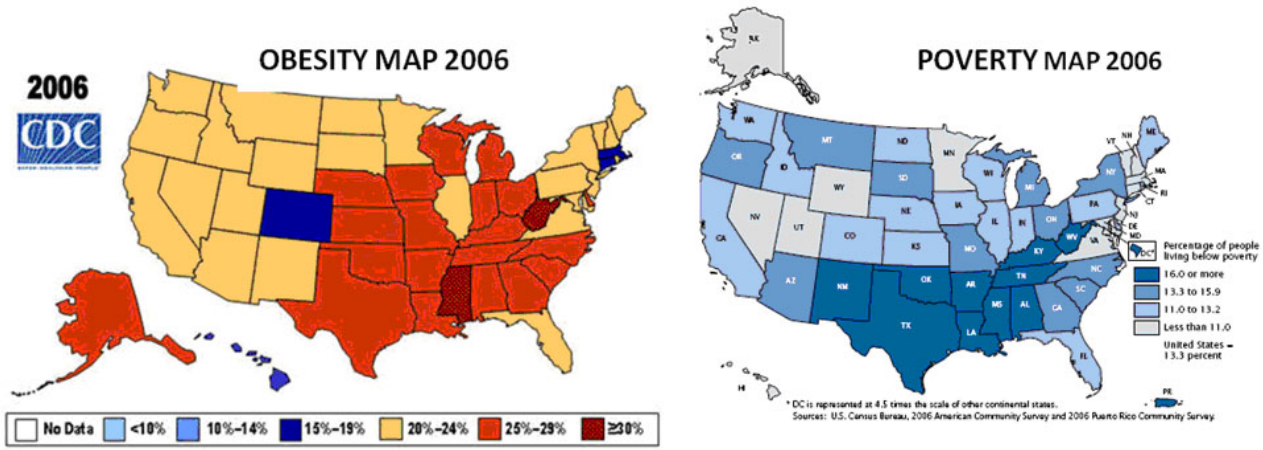 OBESITY MAP 2006
2006
CDC
No Data
<10%
10%–14%
15%–19%
20%–24%
25%–29%
≥30%
POVERTY MAP 2006
AK
WA
MT
ND
MN
VT
NH
ME
OR
ID
SD
WI
MI
NY
MA
RI
CT
WY
NE
IA
PA
NJ
DE
MD
NV
UT
CO
KS
IL
IN
OH
WV
VA
DC*
CA
MO
KY
AZ
NM
OK
AR
TN
NC
SC
TX
LA
MS
AL
GA
FL
HI
PR
Percentage of people
living below poverty
16.0 or more
13.3 to 15.9
11.0 to 13.2
Less than 11.0
United States =
13.3 percent
* DC is represented at 4.5 times the scale of other continental states.
Sources: U.S. Census Bureau, 2006 American Community Survey and 2006 Puerto Rico Community Survey.